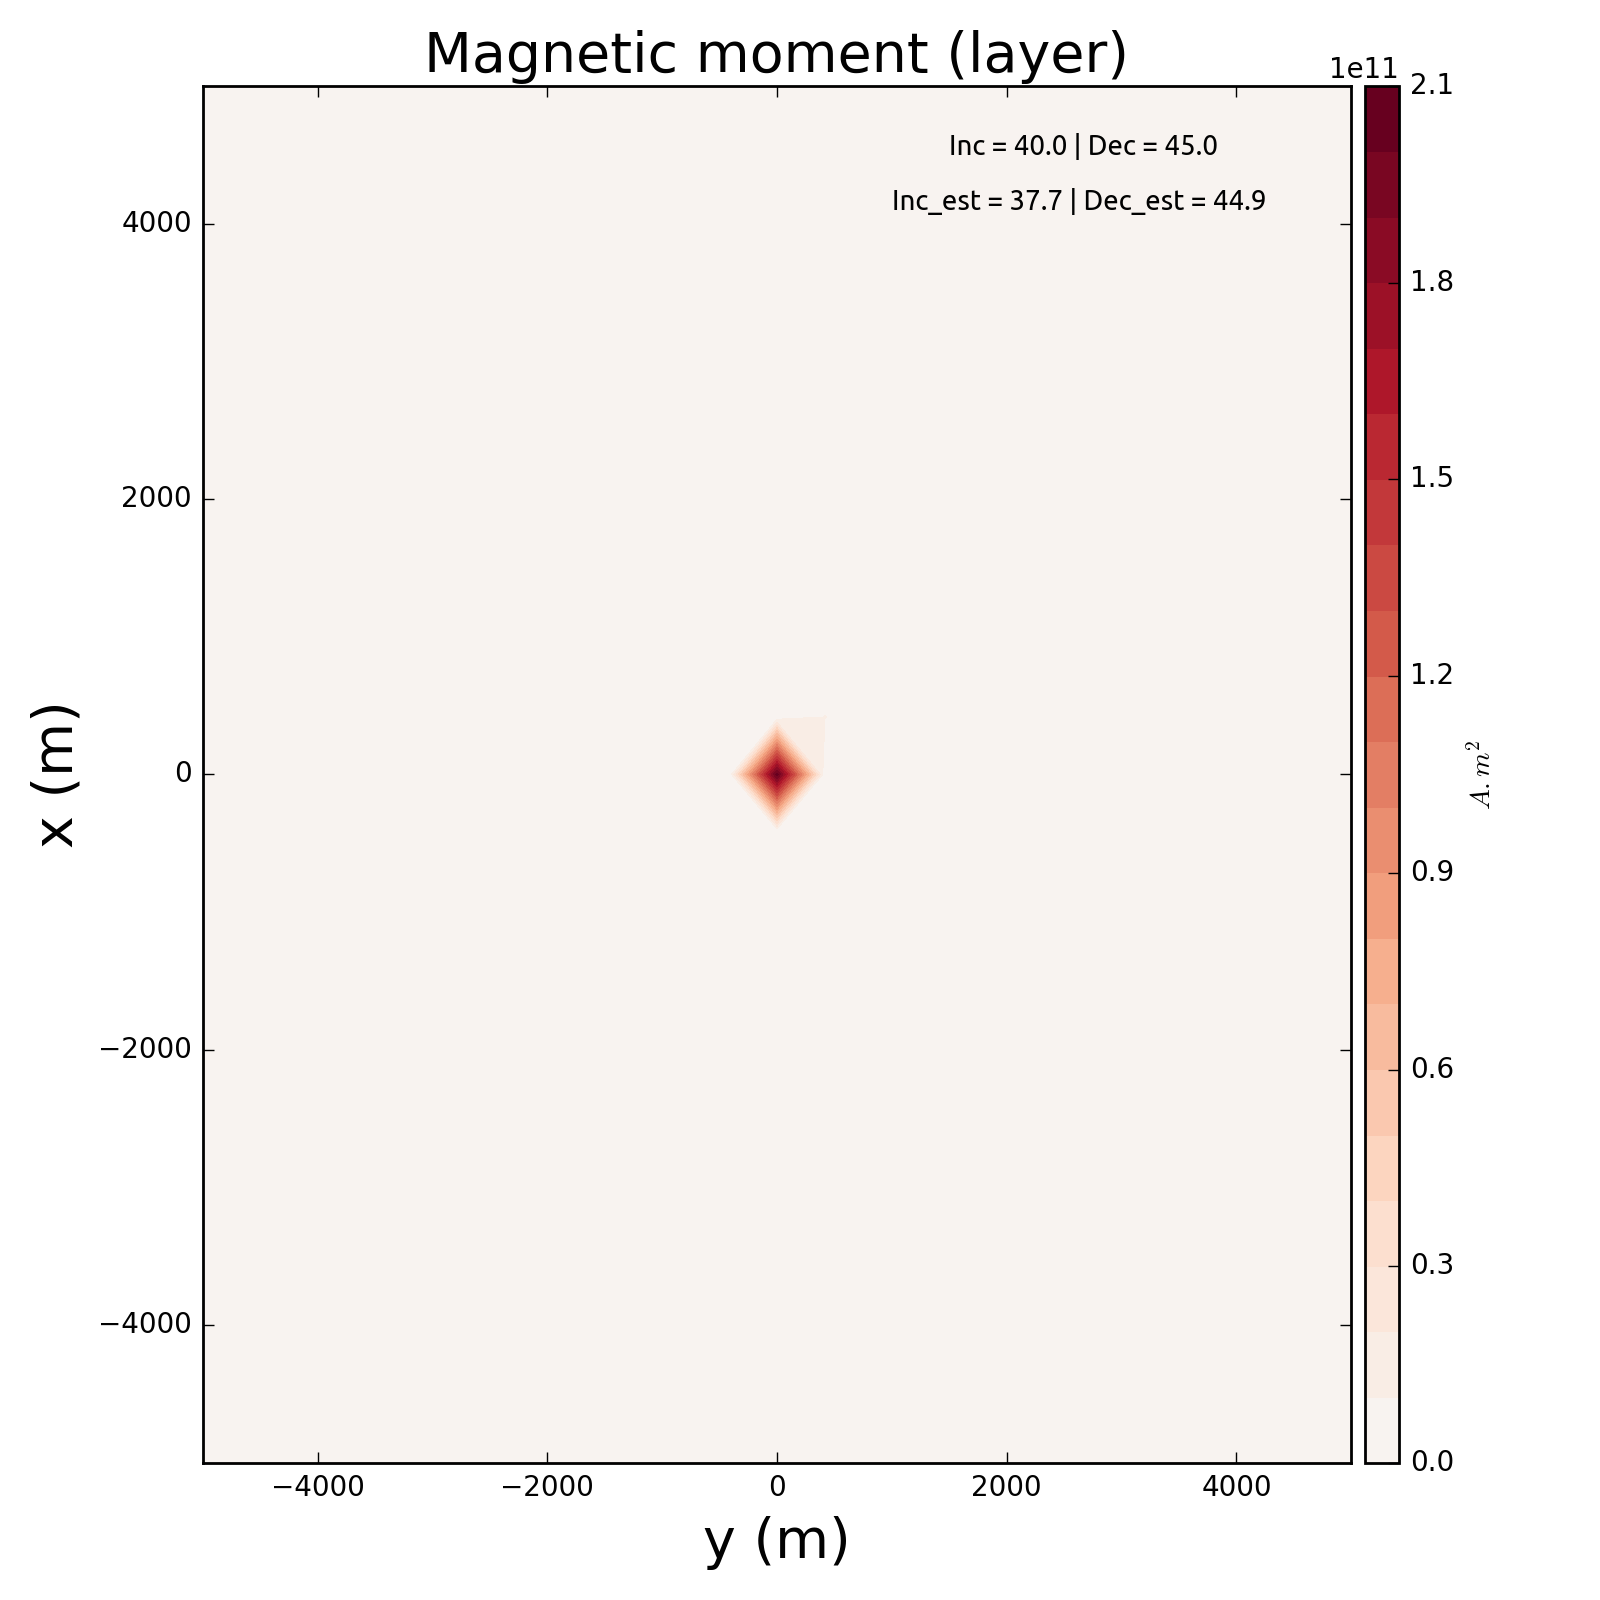 Magnetic moment (layer)
1e11
Inc = 40.0 | Dec = 45.0
Inc_est = 37.7 | Dec_est = 44.9
4000
2000
0
−2000
−4000
x (m)
−4000
−2000
0
2000
4000
y (m)
2.1
1.8
1.5
1.2
0.9
0.6
0.3
0.0
A.m²